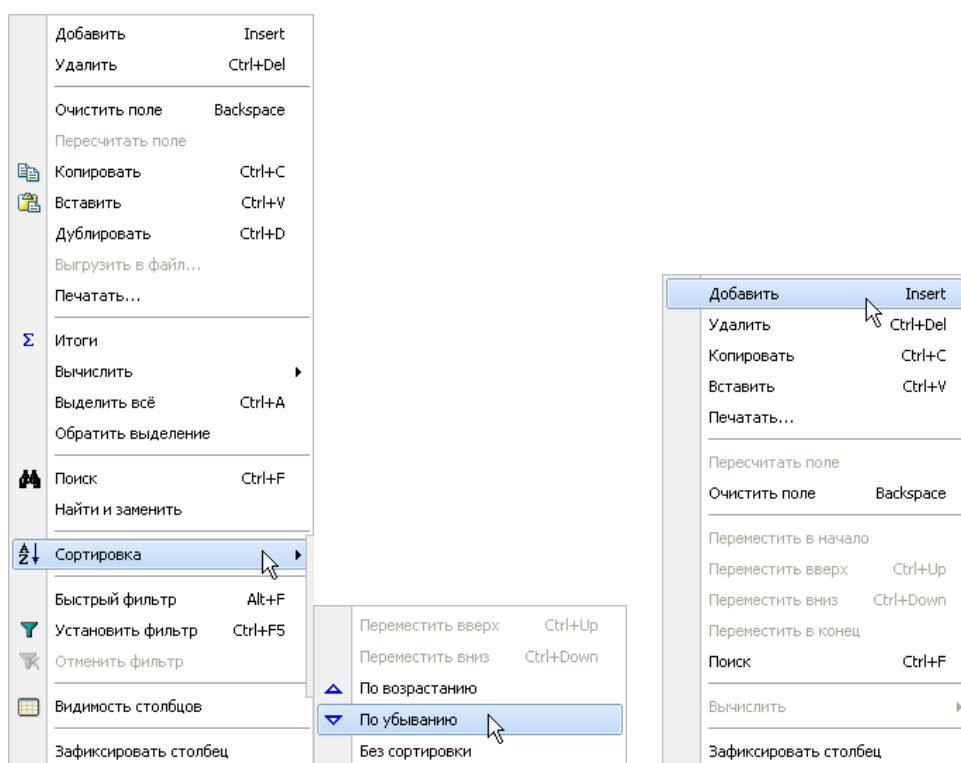 Добавить Insert
Удалить Ctrl+Del
Очистить поле Backspace
Пересчитать поле
Копировать Ctrl+C
Вставить Ctrl+V
Дублировать Ctrl+D
Выгрузить в файл...
Печатать...
Σ Итоги
Вычислить
Выделить всё Ctrl+A
Обратить выделение
Поиск Ctrl+F
Найти и заменить
AZ Сортировка
Быстрый фильтр Alt+F
Установить фильтр Ctrl+F5
Отменить фильтр
Видимость столбцов
Зафиксировать столбец
Переместить вверх Ctrl+Up
Переместить вниз Ctrl+Down
По возрастанию
По убыванию
Без сортировки
Добавить Insert
Удалить Ctrl+Del
Копировать Ctrl+C
Вставить Ctrl+V
Печатать...
Пересчитать поле
Очистить поле Backspace
Переместить в начало
Переместить вверх Ctrl+Up
Переместить вниз Ctrl+Down
Переместить в конец
Поиск Ctrl+F
Вычислить
Зафиксировать столбец